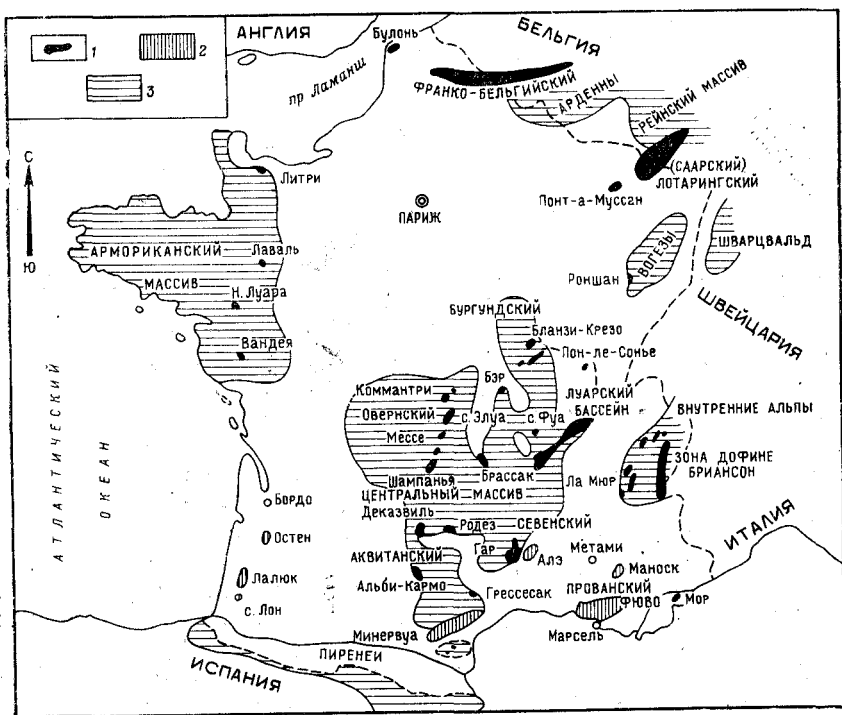 1
2
3
АНГЛИЯ
Булонь
БЕЛЬГИЯ
пр Ламанш
ФРАНКО-БЕЛЬГИЙСКИЙ
АРДЕННЫ
РЕЙНСКИЙ МАССИВ
С
Ю
Литри
(СААРСКИЙ)
ЛОТАРИНГСКИЙ
Понт-а-Муссан
ПАРИЖ
АРМОРИКАНСКИЙ
МАССИВ
Лаваль
Н. Луара
Вандея
ВОГЕЗЫ
ШВАРЦВАЛЬД
Роншан
ШВЕЙЦАРИЯ
БУРГУНДСКИЙ
Бланзи-Крезо
Лон-ле-Сонье
Бэр
ЛУАРСКИЙ
БАССЕЙН
Коммантри
ОВЕРНСКИЙ
с. Элуа
с. Фуа
Мессе
Шампанья
Брассак
ВНУТРЕННИЕ АЛЬПЫ
ЗОНА ДОФИНЕ
БРИАНСОН
Ла Мюр
АТЛАНТИЧЕСКИЙ
ОКЕАН
ЦЕНТРАЛЬНЫЙ МАССИВ
Деказвиль
Родез
СЕВЕНСКИЙ
Бордо
Остен
Лалюк
с. Лон
АКВИТАНСКИЙ
Гар
Алэ
Метами
Маноск
ИТАЛИЯ
Альби-Кармо
Грессесак
ПРОВАНСКИЙ
ФЮВО
Мор
Марсель
Минервуа
ПИРЕНЕИ
ИСПАНИЯ